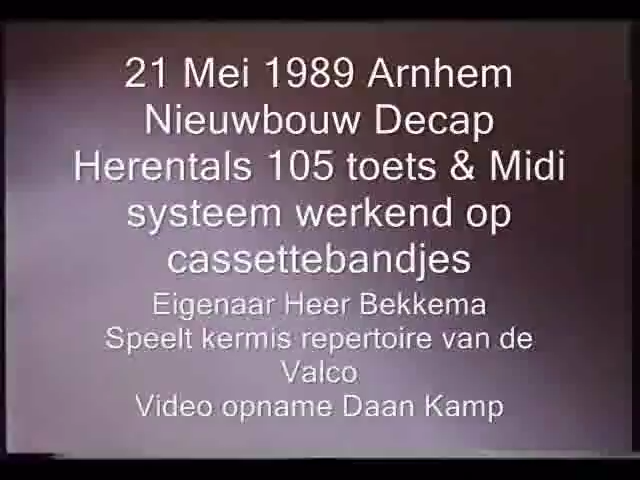 21 Mei 1989 Arnhem
Nieuwbouw Decap
Herentals 105 toets & Midi
systeem werkend op
cassettebandjes
Eigenaar Heer Bekkema
Speelt kermis repertoire van de
Valco
Video opname Daan Kamp